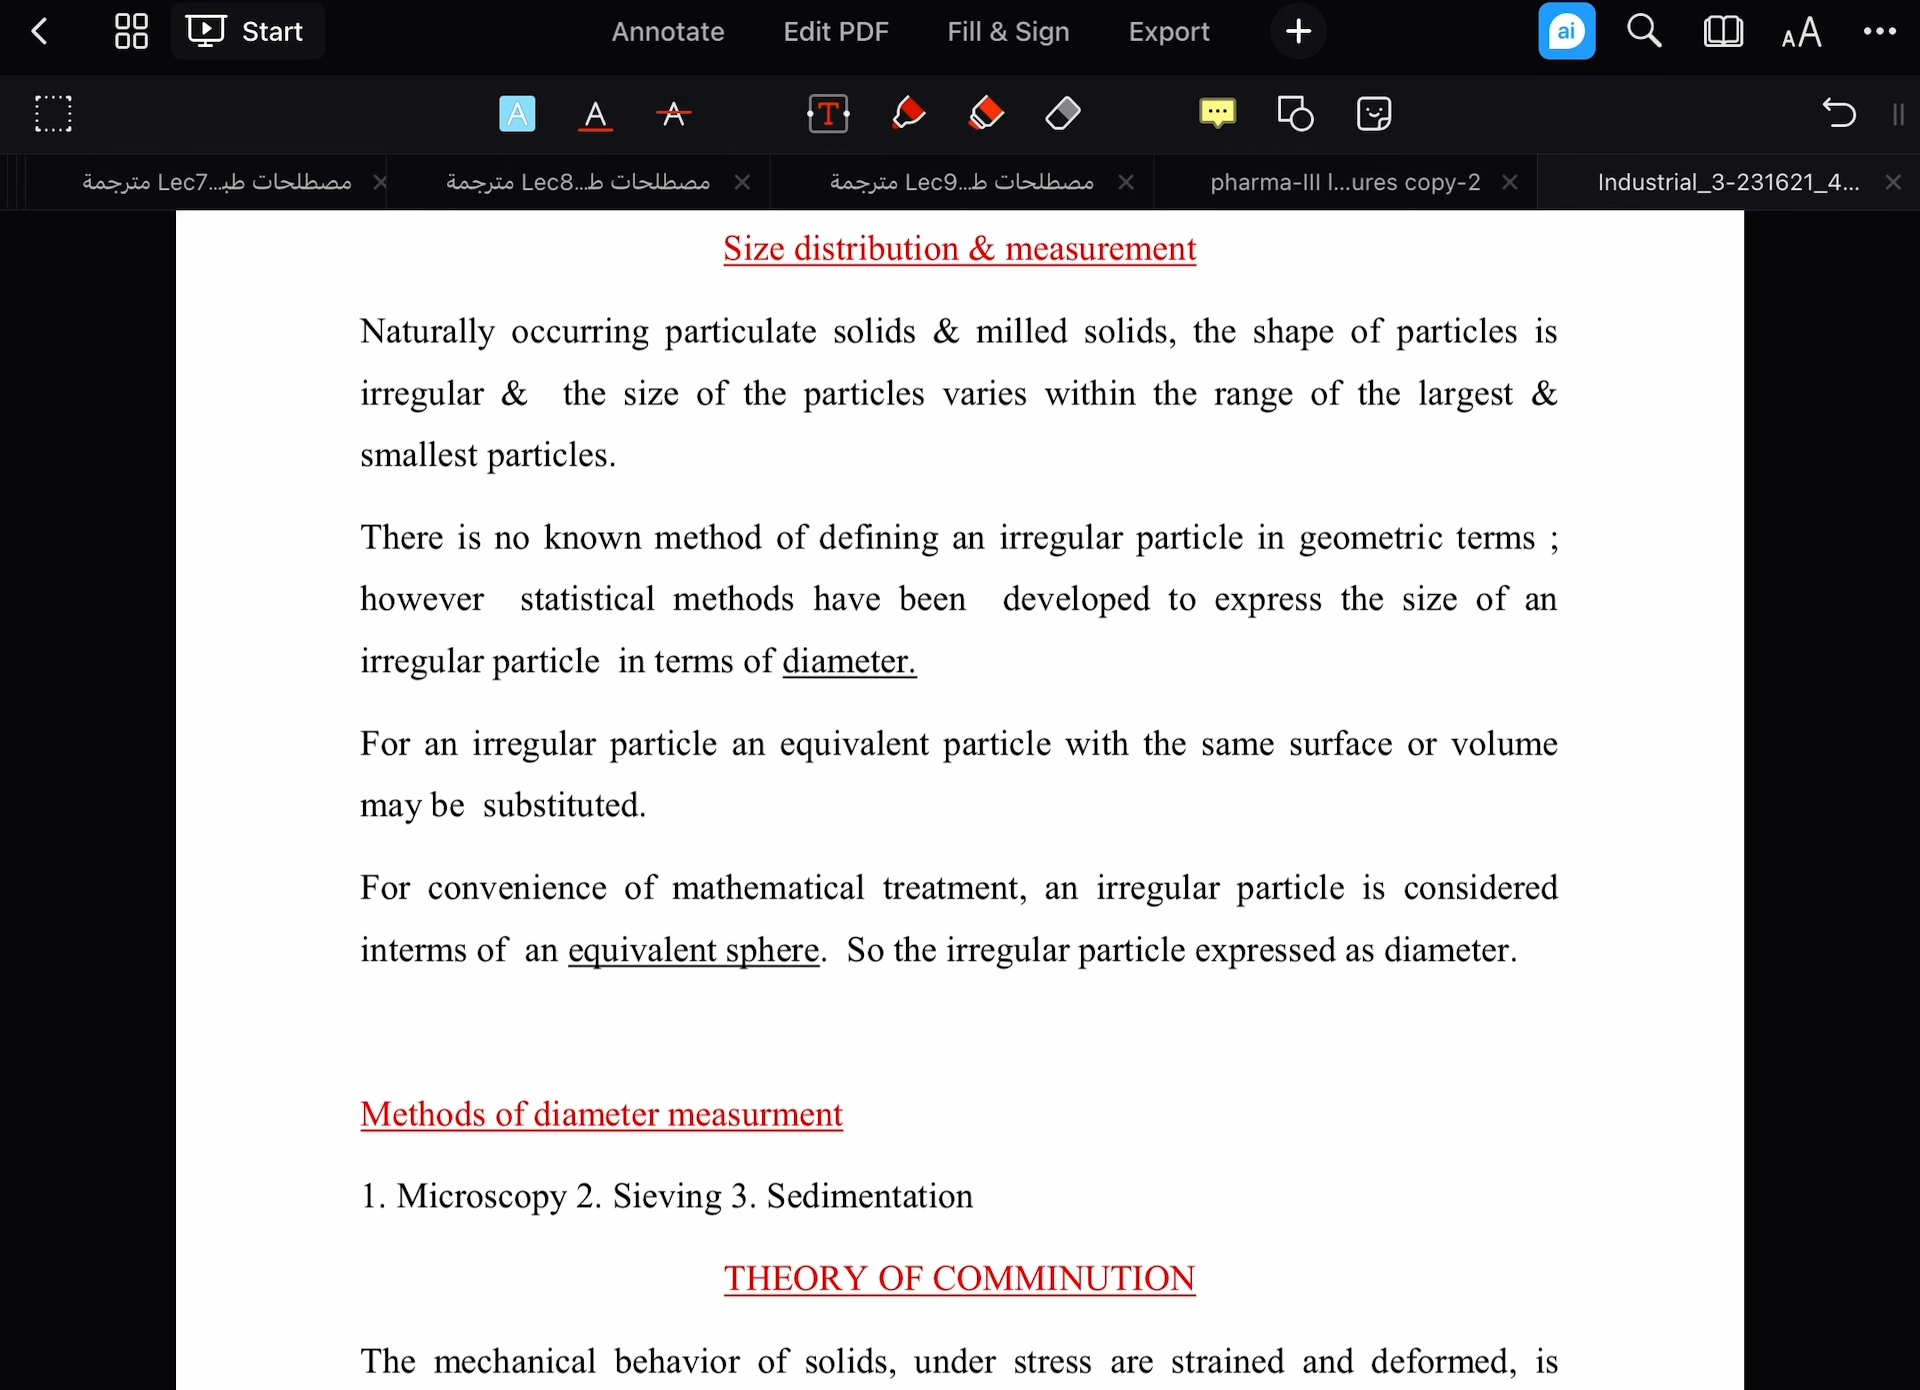 Start
Annotate
Edit PDF
Fill & Sign
Export
ai
AA
A
A
A
T
مصطلحات طبـ...Lec7 مترجمة
مصطلحات طـ...Lec8 مترجمة
مصطلحات طـ...Lec9 مترجمة
pharma-III l...ures copy-2
Industrial_3-231621_4...
Size distribution & measurement
Naturally occurring particulate solids & milled solids, the shape of particles is
irregular & the size of the particles varies within the range of the largest &
smallest particles.
There is no known method of defining an irregular particle in geometric terms ;
however statistical methods have been developed to express the size of an
irregular particle in terms of diameter.
For an irregular particle an equivalent particle with the same surface or volume
may be substituted.
For convenience of mathematical treatment, an irregular particle is considered
interms of an equivalent sphere. So the irregular particle expressed as diameter.
Methods of diameter measurment
1. Microscopy 2. Sieving 3. Sedimentation
THEORY OF COMMINUTION
The mechanical behavior of solids, under stress are strained and deformed, is